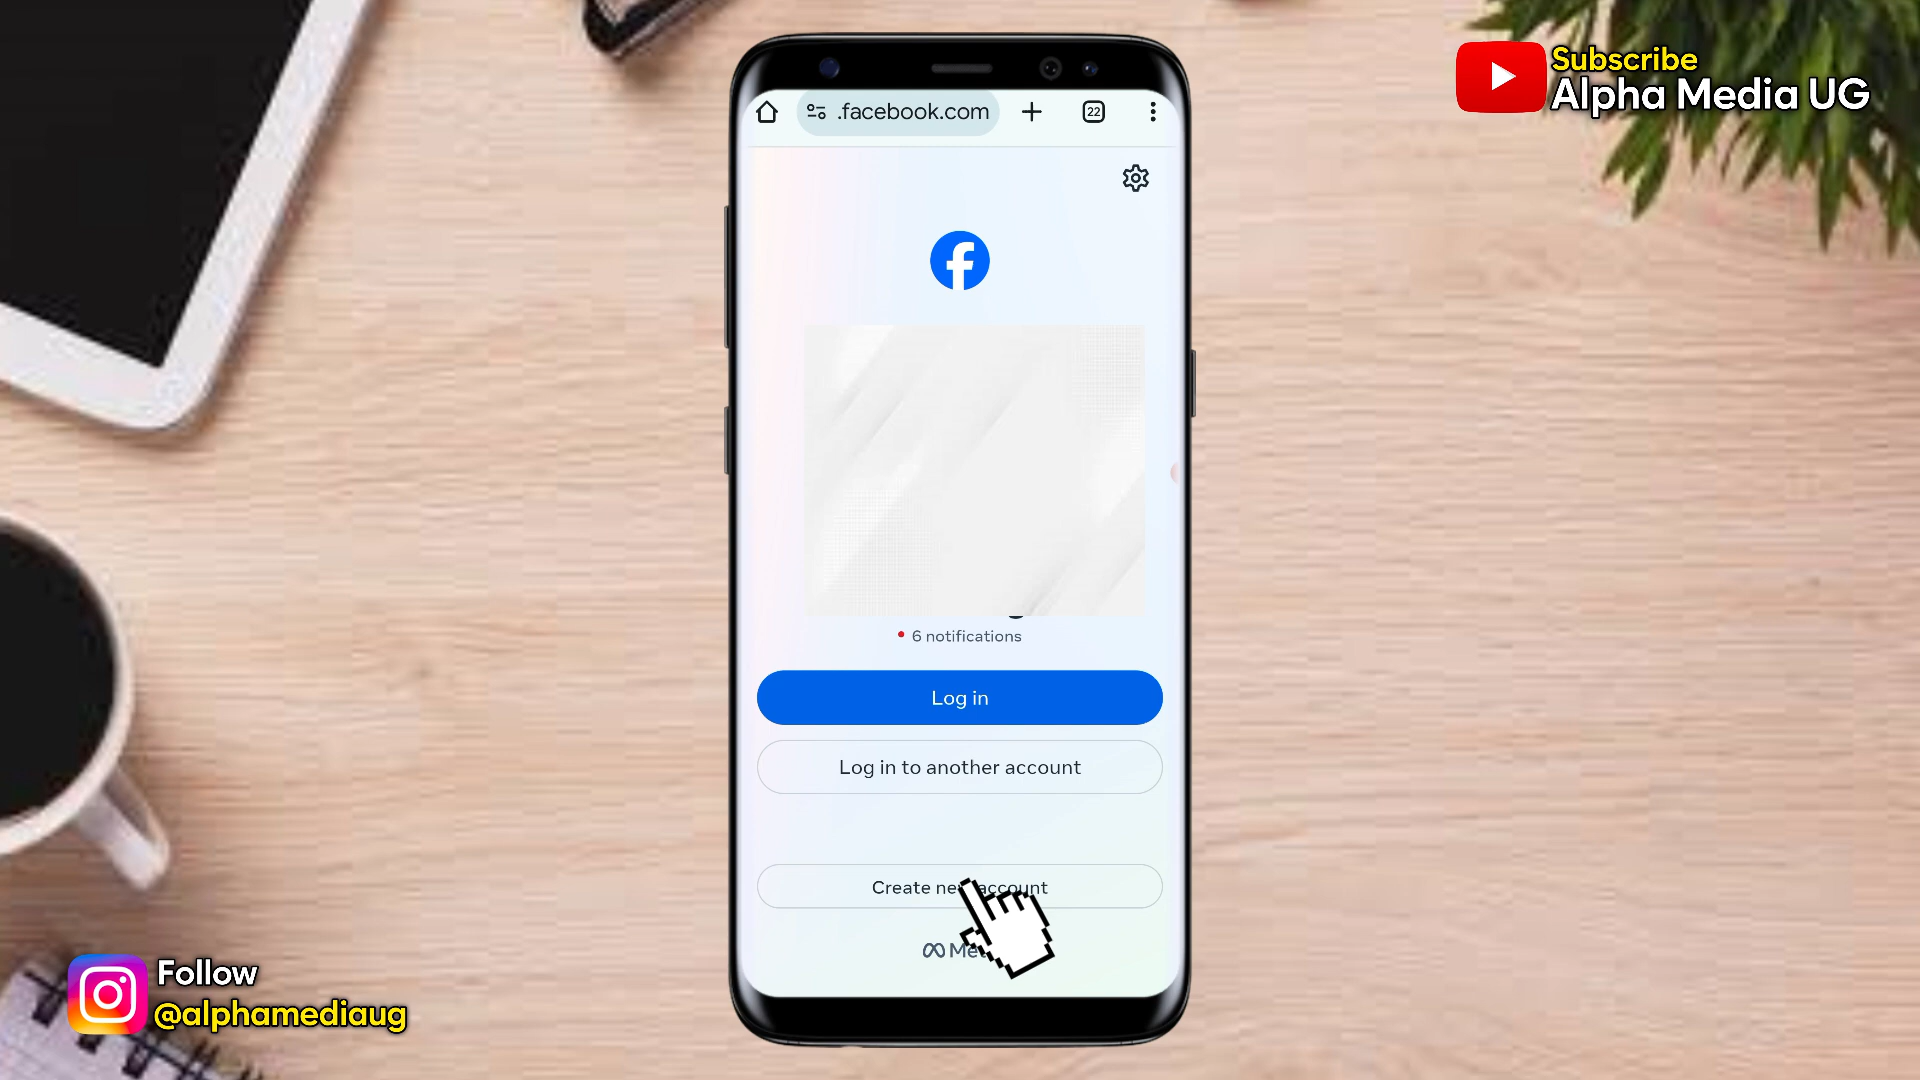 Subscribe
Alpha Media UG
.facebook.com
22
6 notifications
Log in
Log in to another account
Create new account
Follow
@alphamediaug